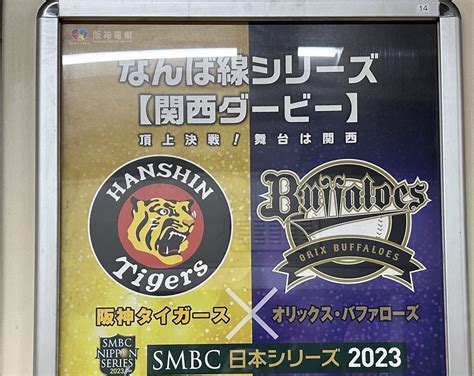 14
阪神電車
なんば線シリーズ
【関西ダービー】
頂上決戦！舞台は関西
HANSHIN
Tigers
Buffaloes
ORIX BUFFALOES
阪神タイガース
×
オリックス・バファローズ
SMBC
NIPPON
SERIES
2023
SMBC 日本シリーズ 2023